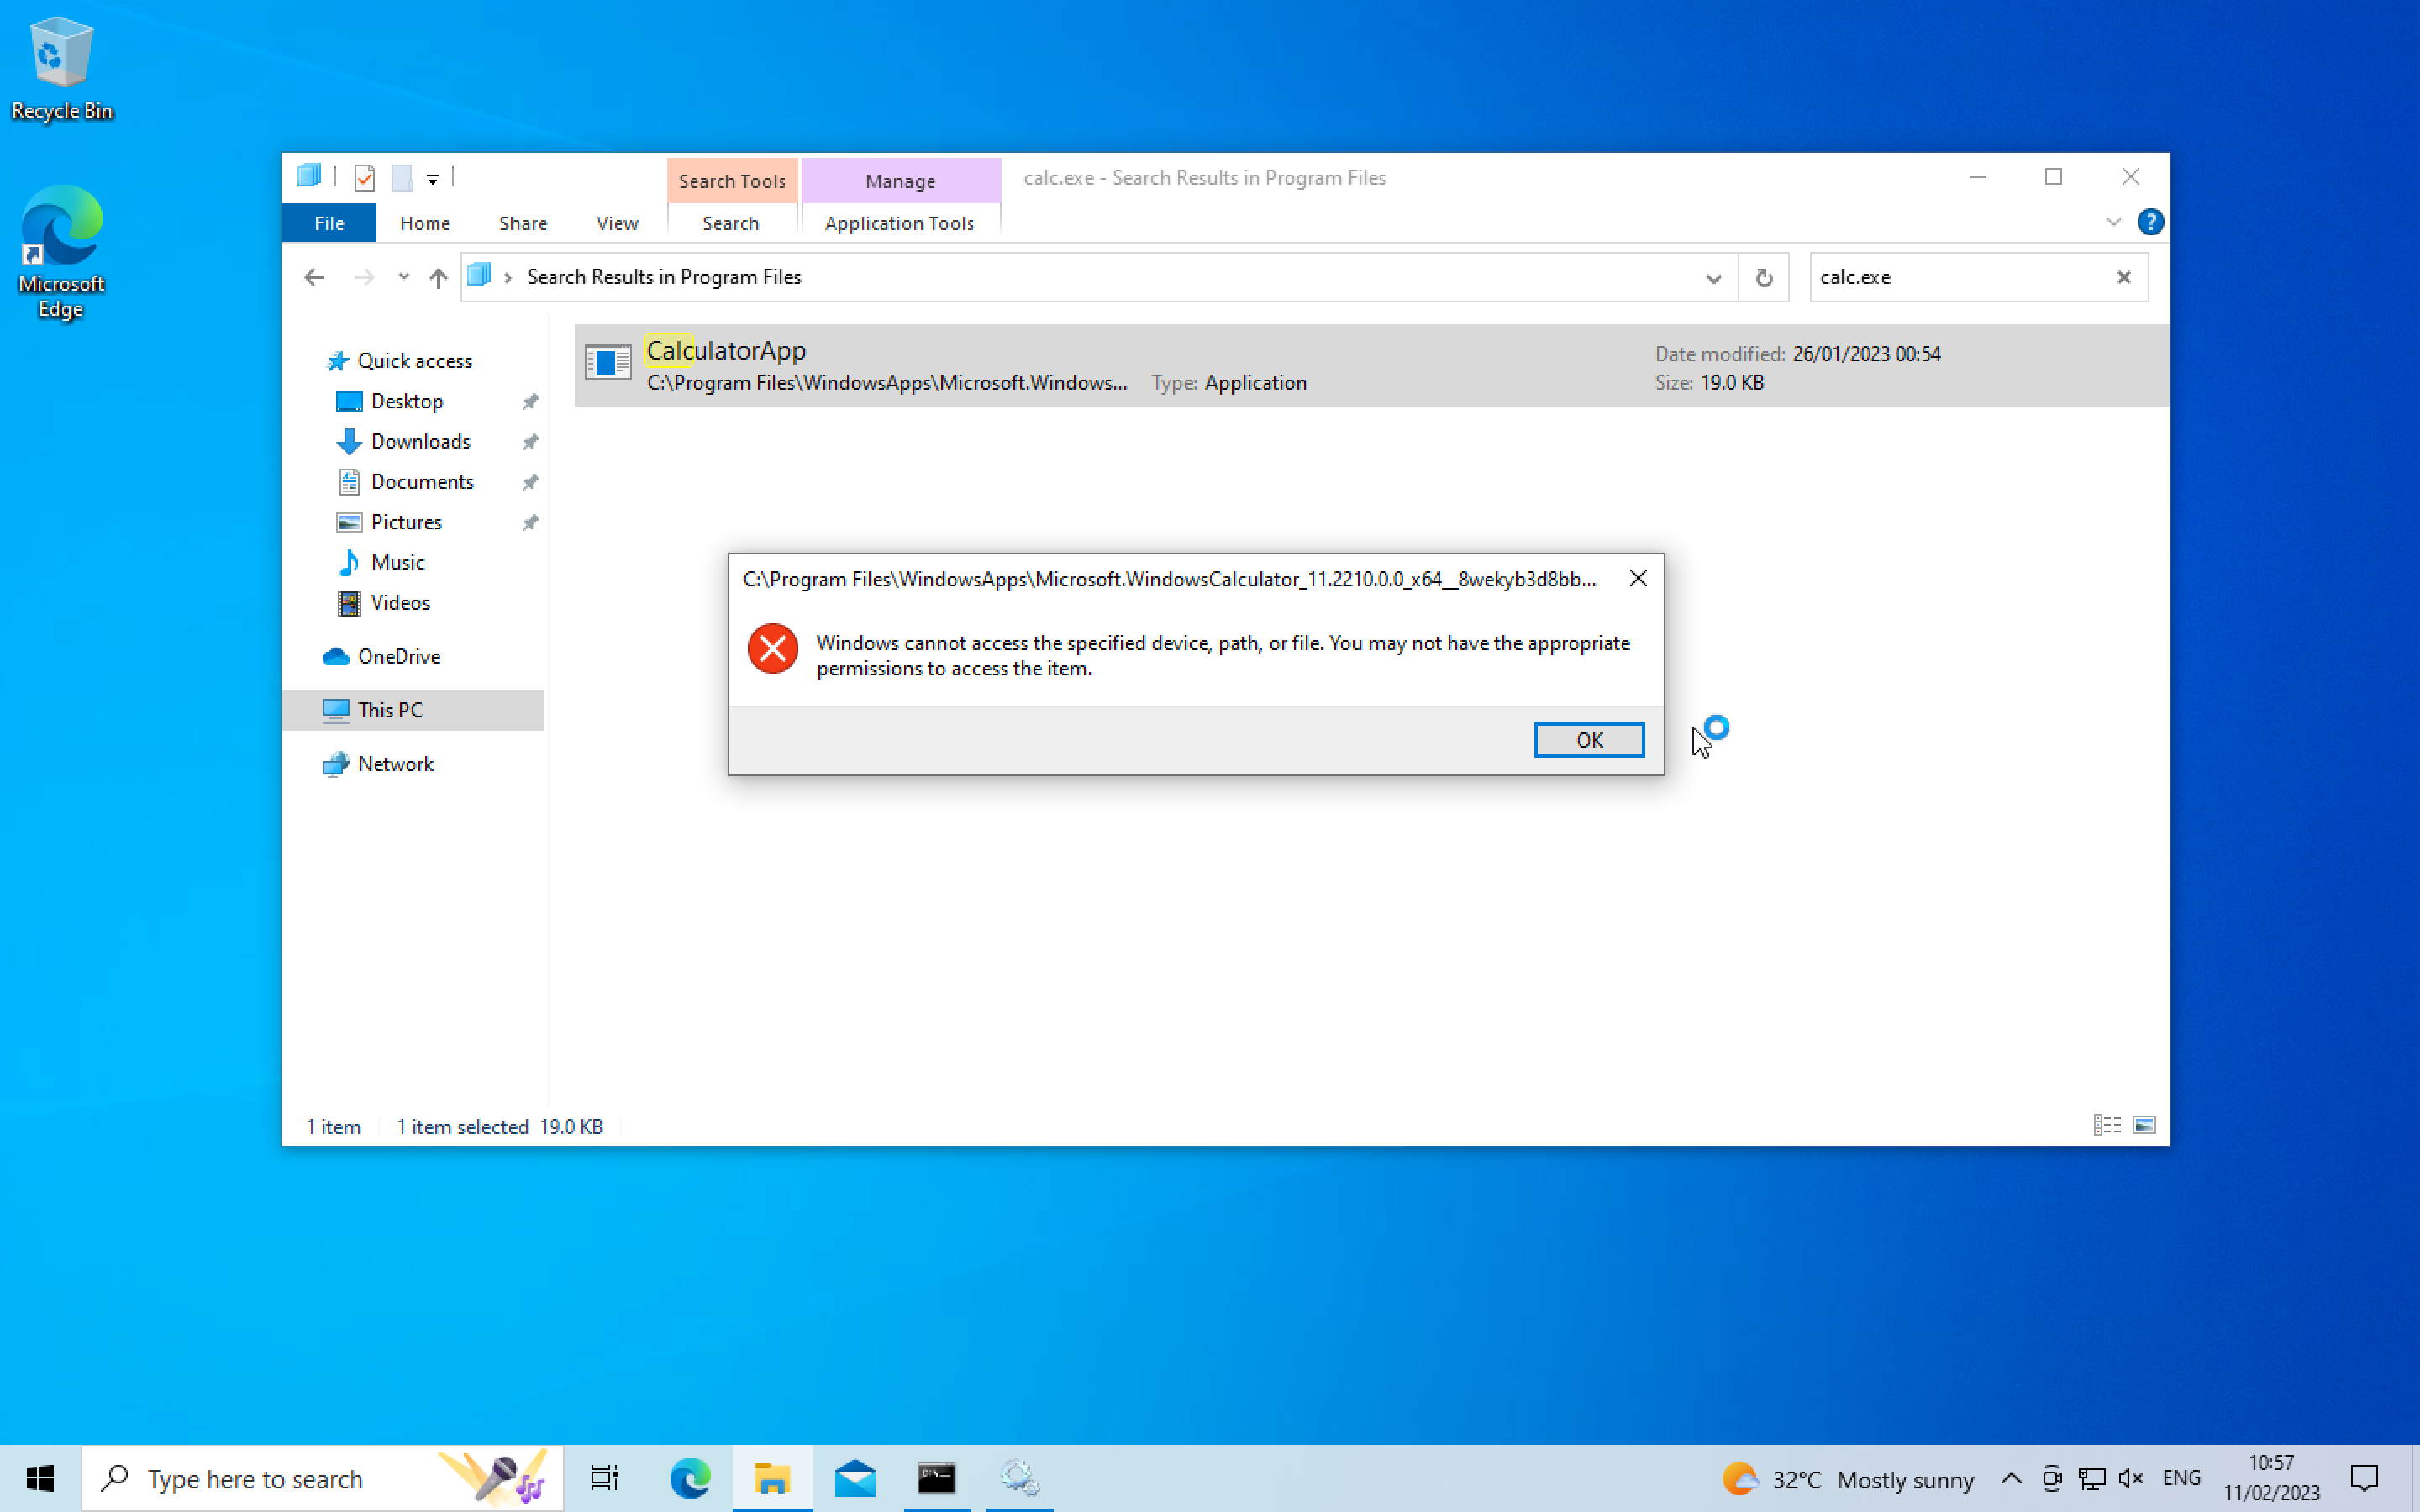 Recycle Bin
Microsoft
Edge
Search Tools
Manage
calc.exe - Search Results in Program Files
File
Home
Share
View
Search
Application Tools
?
Search Results in Program Files
calc.exe
Quick access
Desktop
Downloads
Documents
Pictures
Music
Videos
OneDrive
This PC
Network
CalculatorApp
C:\Program Files\WindowsApps\Microsoft.Windows... Type: Application
Date modified: 26/01/2023 00:54
Size: 19.0 KB
C:\Program Files\WindowsApps\Microsoft.WindowsCalculator_11.2210.0.0_x64__8wekyb3d8bb...
Windows cannot access the specified device, path, or file. You may not have the appropriate
permissions to access the item.
OK
1 item 1 item selected 19.0 KB
Type here to search
32°C Mostly sunny
ENG
10:57
11/02/2023